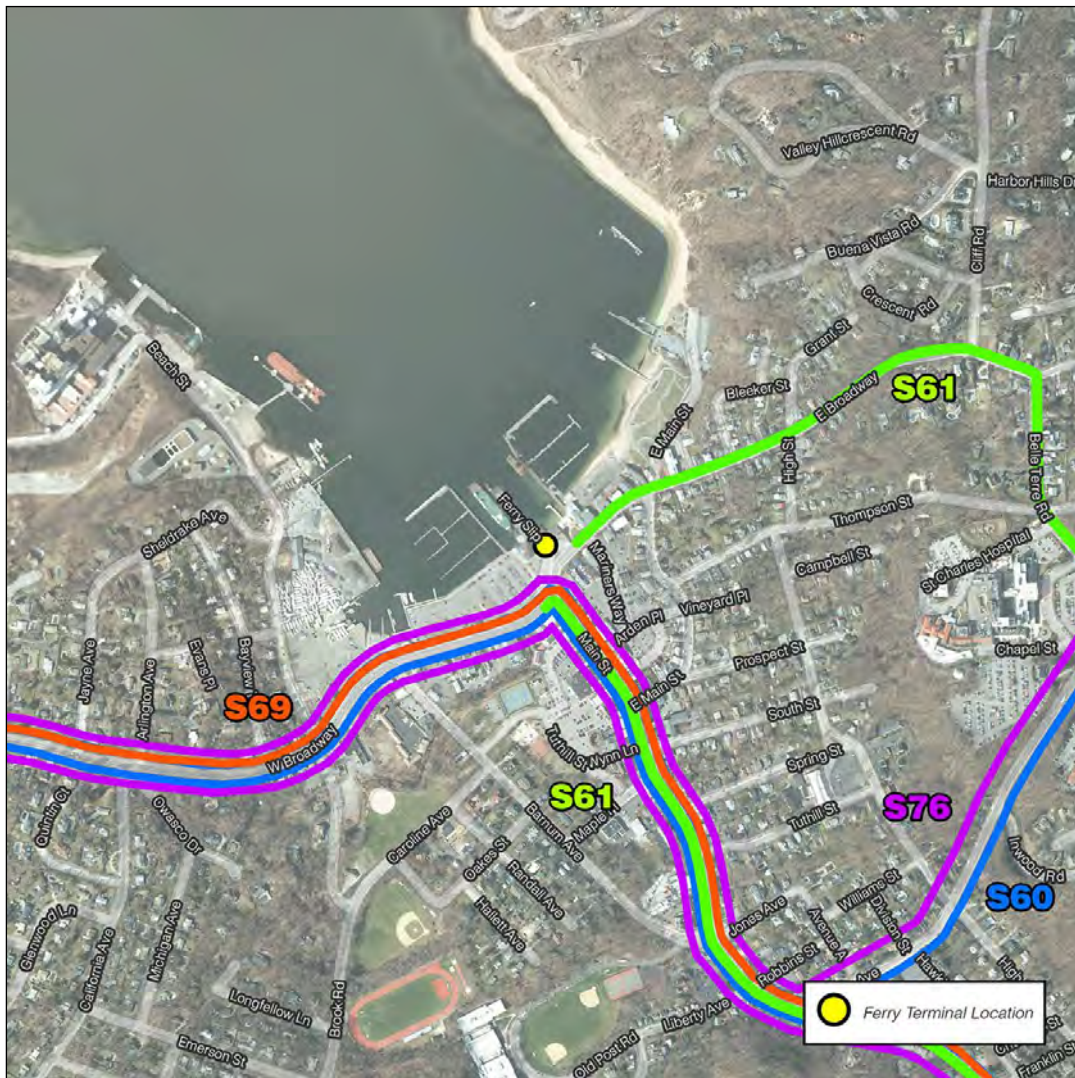 Valley Hillcrescent Rd
Harbor Hills D
Buena Vista Rd
Cliff Rd
Crescent Rd
Beach St
Grant St
Bleeker St
E Broadway
S61
E Main St
High St
Belle Terre Rd
Ferry Slip
Thompson St
Sheldrake Ave
Mariners Way
Campbell St
St Charles Hospital
Vineyard Pl
Arden Pl
Jayne Ave
Arlington Ave
Evans Pl
Bayview
Main St
Prospect St
Chapel St
E Main St
S69
South St
W Broadway
Tuthill St
Wynn Ln
Spring St
S61
S76
Quintin Ct
Owasco Dr
Caroline Ave
Barnum Ave
Maple Pl
Tuthill St
Oakes St
Inwood Rd
Randall Ave
Williams St
S60
Glenwood Ln
California Ave
Michigan Ave
Hallett Ave
Jones Ave
Avenue A
Division St
Robbins St
Ave
Haw
High
Longfellow Ln
Brook Rd
Liberty Ave
Ferry Terminal Location
Emerson St
Old Post Rd
Franklin St